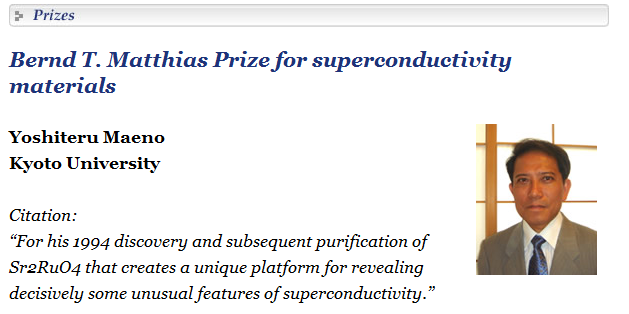 Prizes
Bernd T. Matthias Prize for superconductivity
materials
Yoshiteru Maeno
Kyoto University
Citation:
“For his 1994 discovery and subsequent purification of
Sr2RuO4 that creates a unique platform for revealing
decisively some unusual features of superconductivity.”